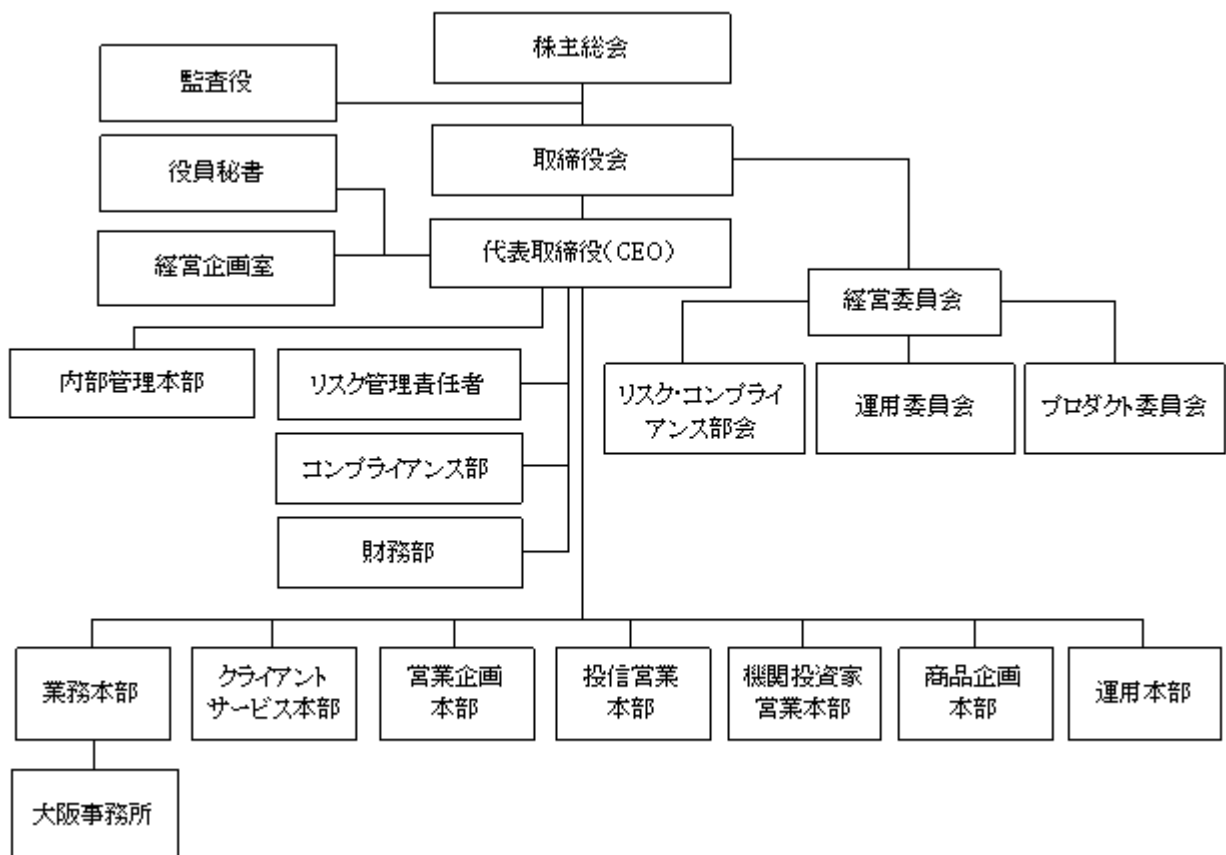 株主総会
監査役
取締役会
役員秘書
代表取締役(CEO)
経営企画室
経営委員会
内部管理本部
リスク管理責任者
リスク・コンプライ
アンス部会
運用委員会
プロダクト委員会
コンプライアンス部
財務部
業務本部
クライアント
サービス本部
営業企画
本部
投信営業
本部
機関投資家
営業本部
商品企画
本部
運用本部
大阪事務所